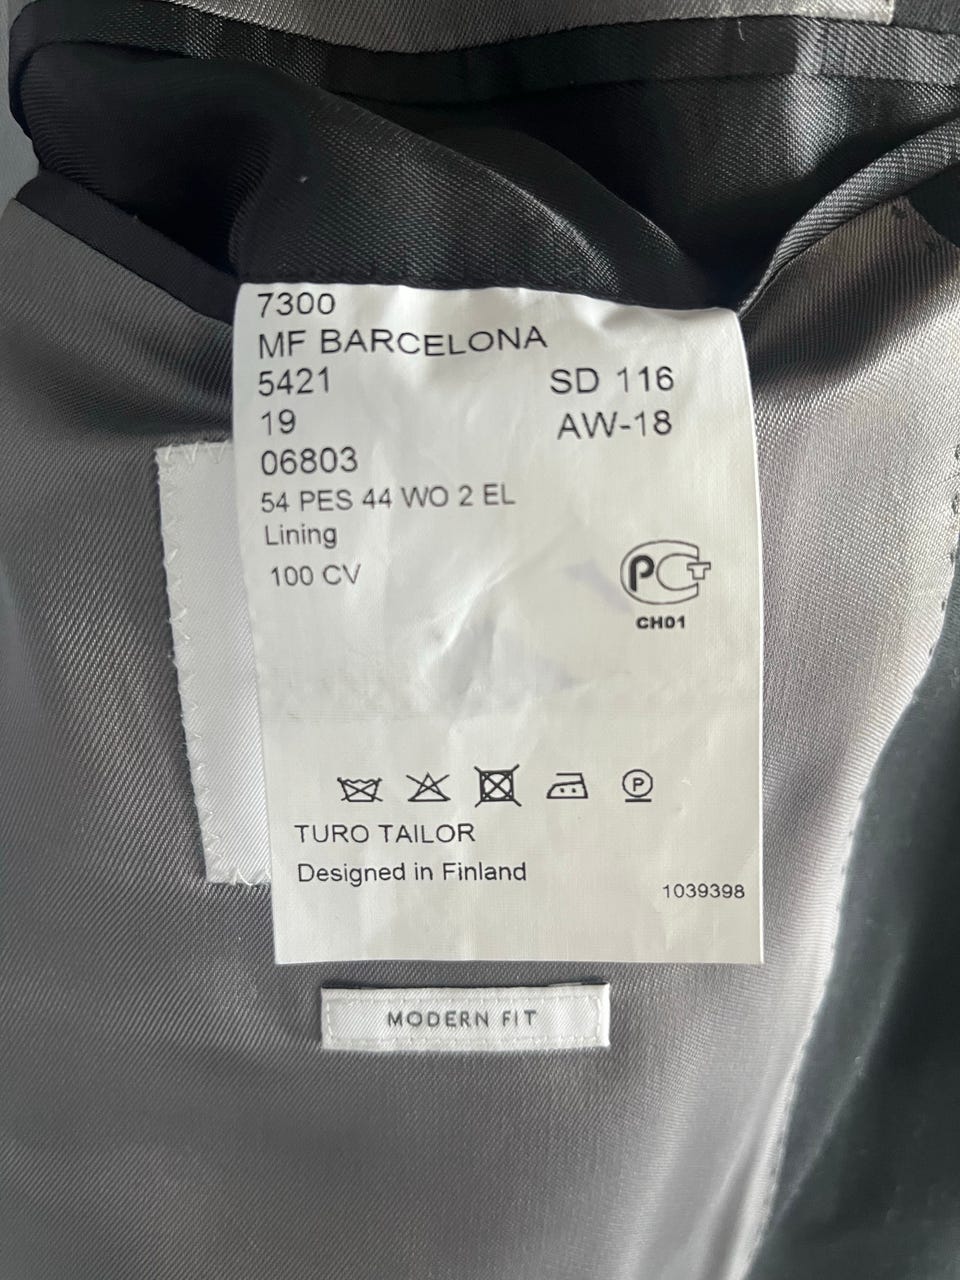 7300
MF BARCELONA
5421 SD 116
19 AW-18
06803
54 PES 44 WO 2 EL
Lining
100 CV
PCT
CH01
P
TURO TAILOR
Designed in Finland
1039398
MODERN FIT